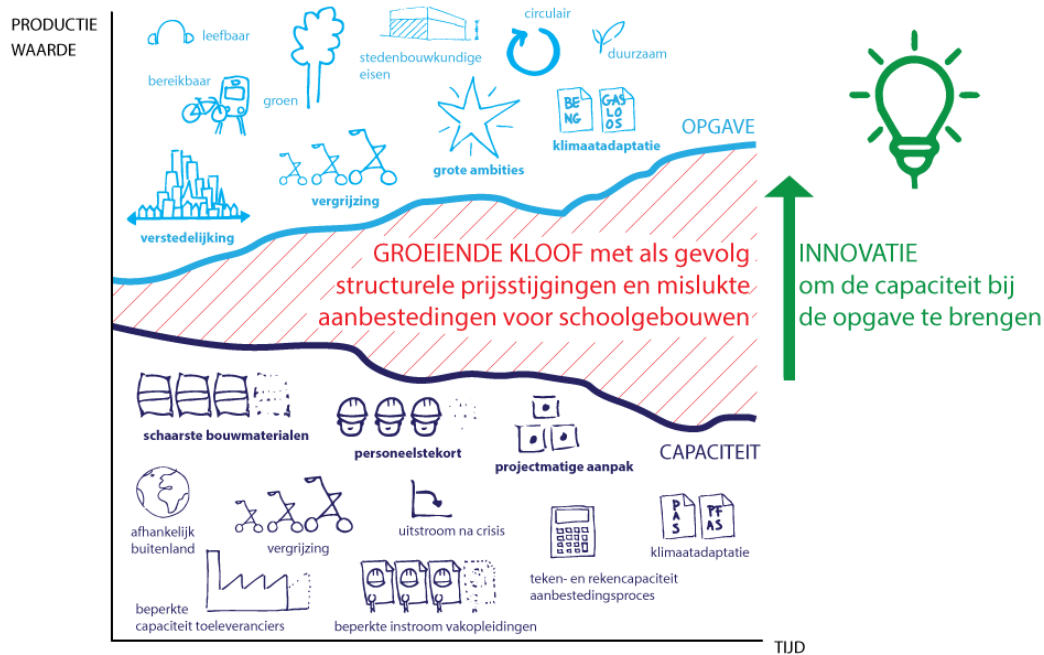 PRODUCTIE
WAARDE
leefbaar
bereikbaar
groen
stedenbouwkundige
eisen
circulair
duurzaam
BE
NG
GAS
LO
OS
OPGAVE
klimaatadaptatie
grote ambities
vergrijzing
verstedelijking
GROEIENDE KLOOF met als gevolg
structurele prijsstijgingen en mislukte
aanbestedingen voor schoolgebouwen
INNOVATIE
om de capaciteit bij
de opgave te brengen
schaarste bouwmaterialen
personeelstekort
projectmatige aanpak
CAPACITEIT
afhankelijk
buitenland
vergrijzing
uitstroom na crisis
PAS
PF
AS
klimaatadaptatie
teken- en rekencapaciteit
aanbestedingsproces
beperkte
capaciteit toeleveranciers
beperkte instroom vakopleidingen
TIJD